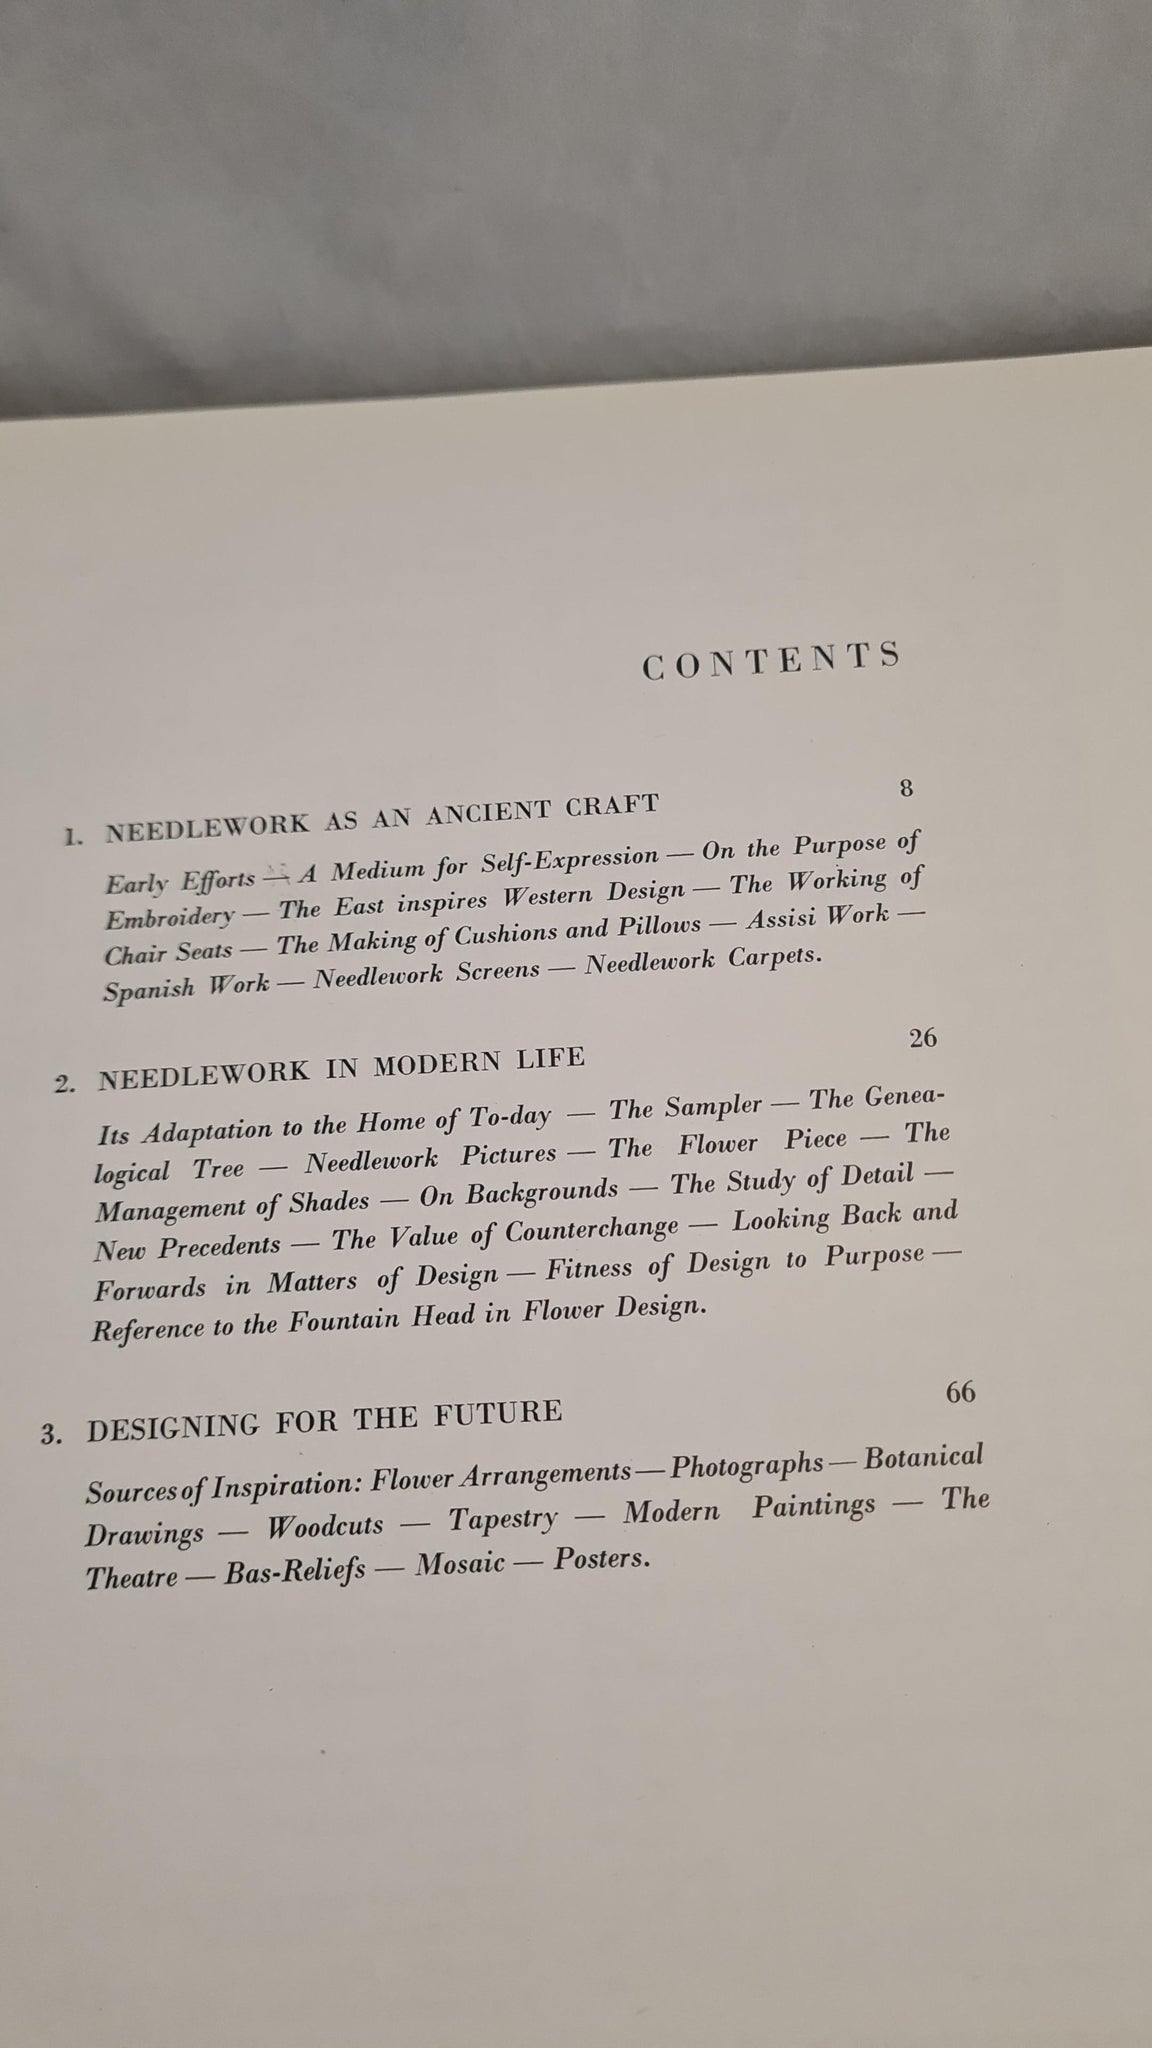 CONTENTS
1. NEEDLEWORK AS AN ANCIENT CRAFT 8
Early Efforts — A Medium for Self-Expression — On the Purpose of
Embroidery — The East inspires Western Design — The Working of
Chair Seats — The Making of Cushions and Pillows — Assisi Work —
Spanish Work — Needlework Screens — Needlework Carpets.
2. NEEDLEWORK IN MODERN LIFE 26
Its Adaptation to the Home of To-day — The Sampler — The Genea-
logical Tree — Needlework Pictures — The Flower Piece — The
Management of Shades — On Backgrounds — The Study of Detail —
New Precedents — The Value of Counterchange — Looking Back and
Forwards in Matters of Design — Fitness of Design to Purpose —
Reference to the Fountain Head in Flower Design.
3. DESIGNING FOR THE FUTURE 66
Sources of Inspiration: Flower Arrangements — Photographs — Botanical
Drawings — Woodcuts — Tapestry — Modern Paintings — The
Theatre — Bas-Reliefs — Mosaic — Posters.